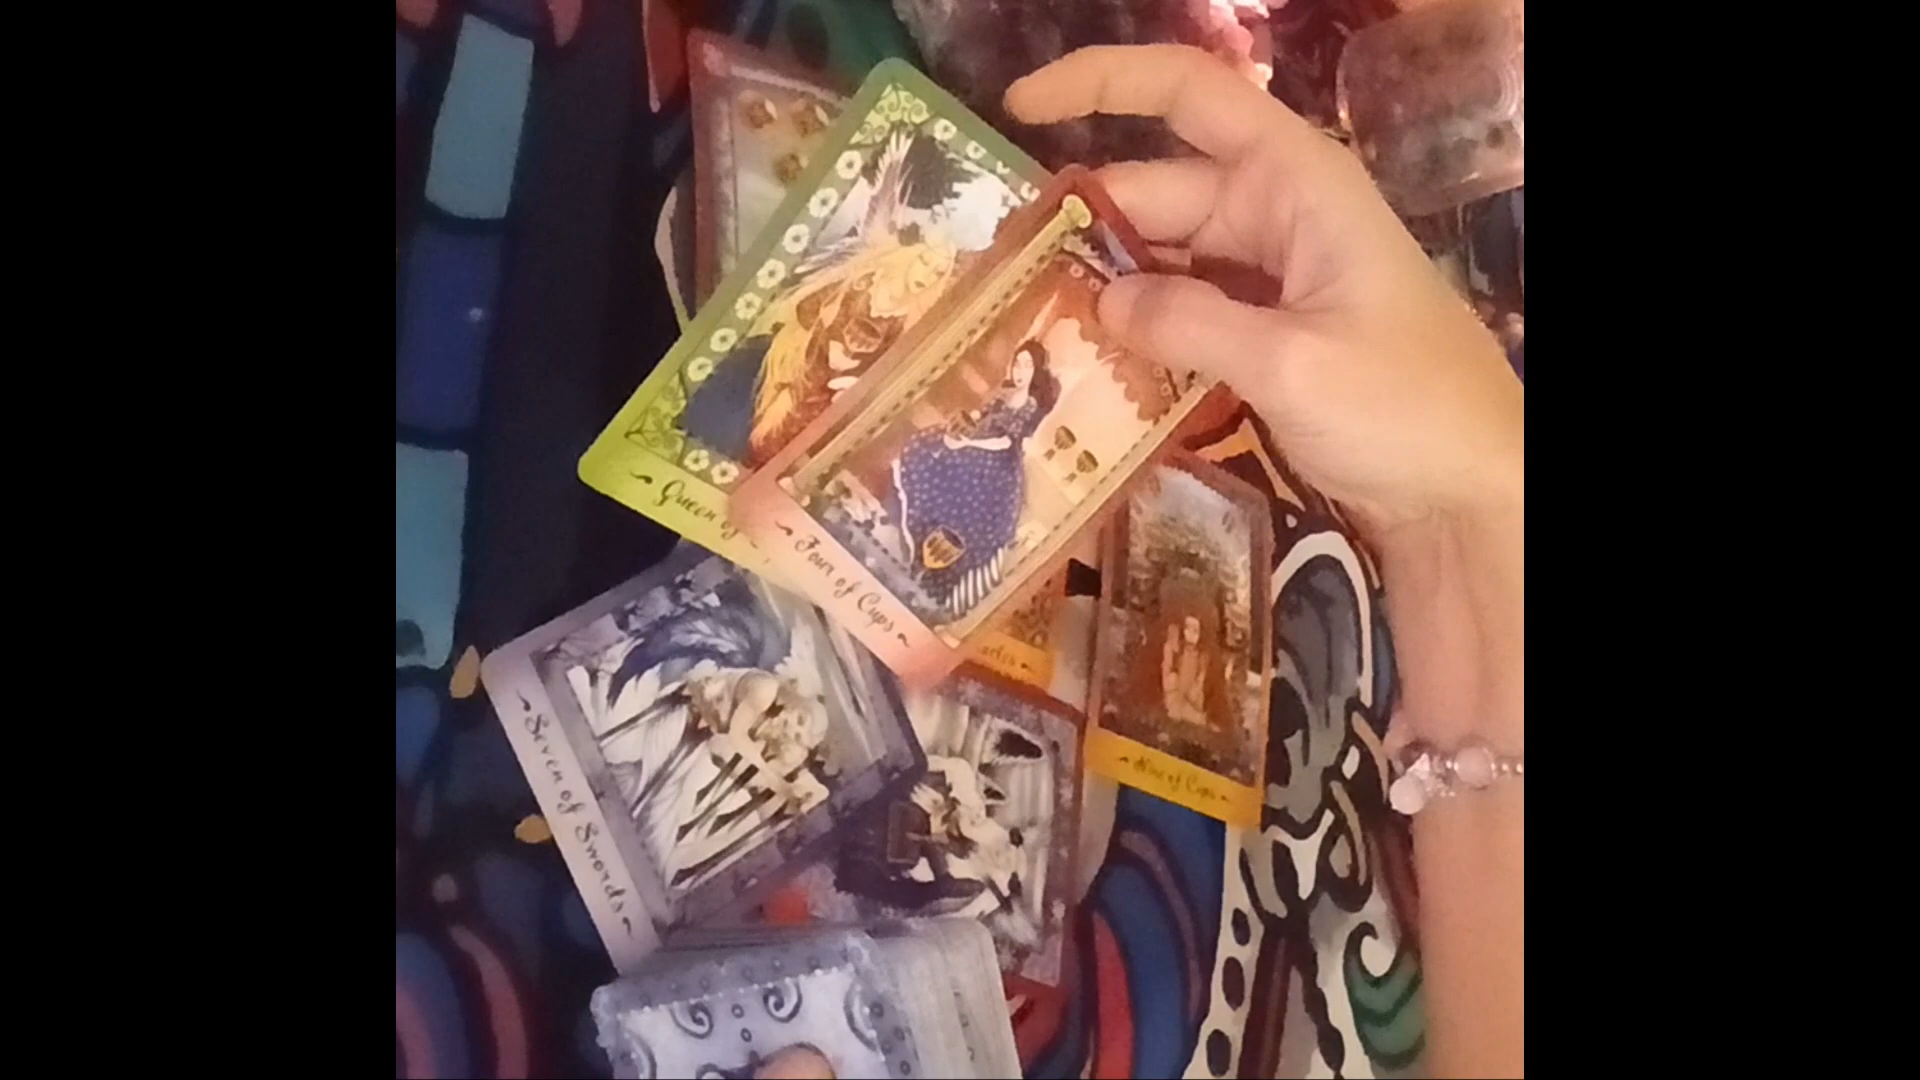 Queen of
Four of Cups
Seven of Swords
Nine of Cups